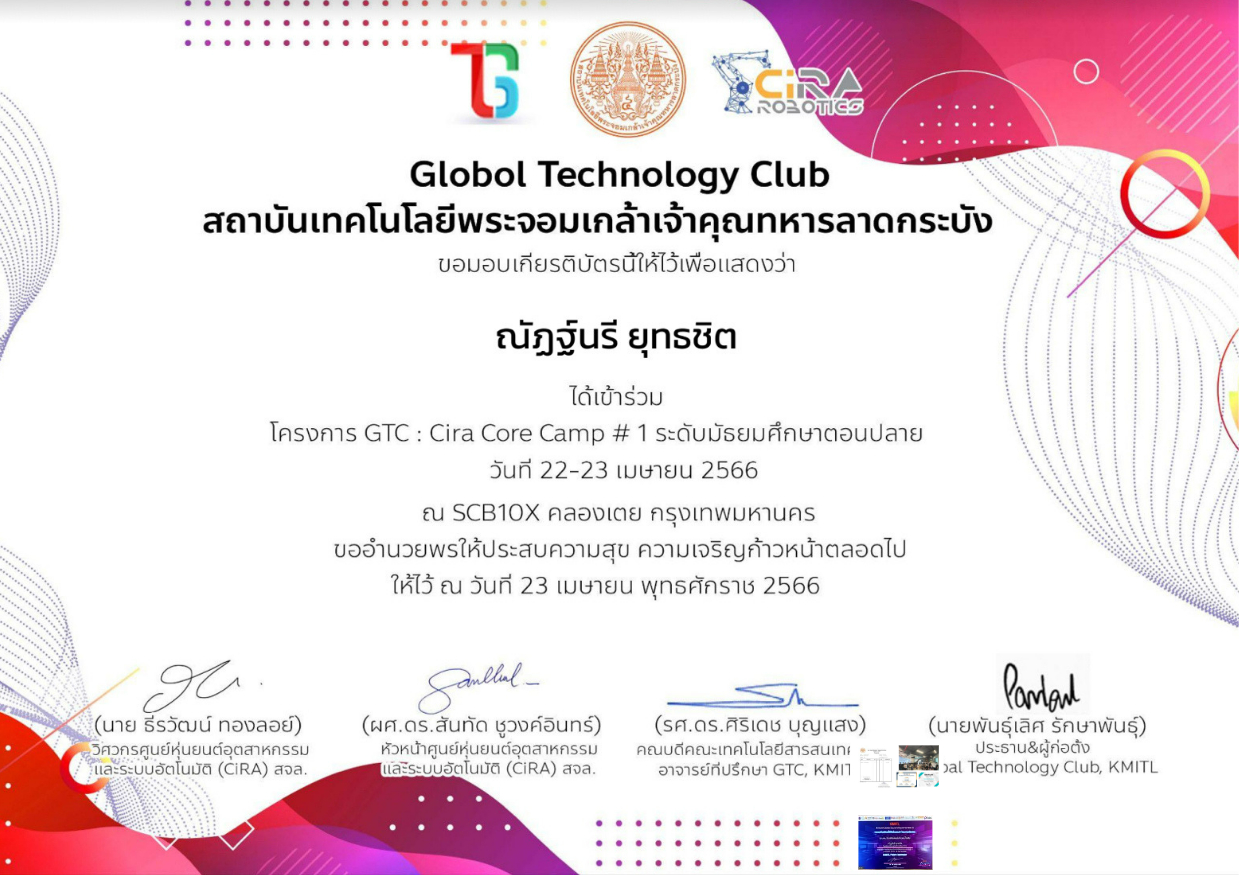 CiRA
ROBOTICS
Globol Technology Club
สถาบันเทคโนโลยีพระจอมเกล้าเจ้าคุณทหารลาดกระบัง
ขอมอบเกียรติบัตรนี้ให้ไว้เพื่อแสดงว่า
ณัฏฐ์นรี ยุทธชิต
ได้เข้าร่วม
โครงการ GTC : Cira Core Camp # 1 ระดับมัธยมศึกษาตอนปลาย
วันที่ 22-23 เมษายน 2566
ณ SCB10X คลองเตย กรุงเทพมหานคร
ขออำนวยพรให้ประสบความสุข ความเจริญก้าวหน้าตลอดไป
ให้ไว้ ณ วันที่ 23 เมษายน พุทธศักราช 2566
(นาย ธีรวัฒน์ ทองลอย) (ผศ.ดร.สันทัด ชูวงค์อินทร์) (รศ.ดร.ศิริเดช บุญแสง) (นายพันธุ์เลิศ รักษาพันธุ์)
วิศวกรศูนย์หุ่นยนต์อุตสาหกรรม หัวหน้าศูนย์หุ่นยนต์อุตสาหกรรม คณบดีคณะเทคโนโลยีสารสนเท ประธาน&ผู้ก่อตั้ง
และระบบอัตโนมัติ (CiRA) สจล. และระบบอัตโนมัติ (CiRA) สจล. อาจารย์ที่ปรึกษา GTC, KMIT bal Technology Club, KMITL